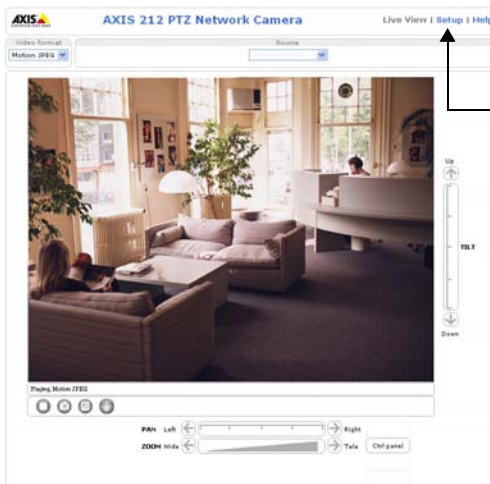 AXIS
AXIS 212 PTZ Network Camera
Live View | Setup | Help
Video format
Source
Motion JPEG
Up
TILT
Down
Playing Motion JPEG
PAN Left Right
ZOOM Wide Tele
Ctrl panel